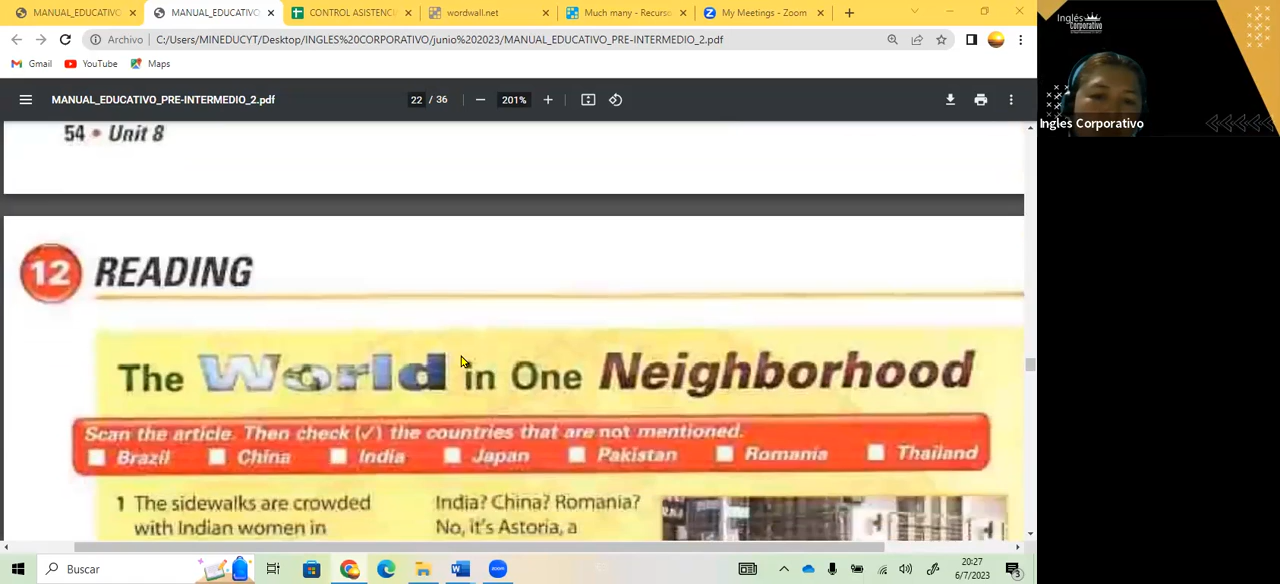 MANUAL_EDUCATIVO
MANUAL_EDUCATIVO
CONTROL ASISTENCI
wordwall.net
Much many - Recurso
My Meetings - Zoom
Archivo
C:/Users/MINEDUCYT/Desktop/INGLES%20CORPORATIVO/junio%202023/MANUAL_EDUCATIVO_PRE-INTERMEDIO_2.pdf
Gmail YouTube Maps
MANUAL_EDUCATIVO_PRE-INTERMEDIO_2.pdf
22 / 36
201%
54 • Unit 8
12 READING
The World in One Neighborhood
Scan the article. Then check (✓) the countries that are not mentioned.
Brazil China India Japan Pakistan Romania Thailand
1 The sidewalks are crowded
with Indian women in
India? China? Romania?
No, it's Astoria, a
Inglés
Corporativo
Ingles Corporativo
Buscar
20:27
6/7/2023